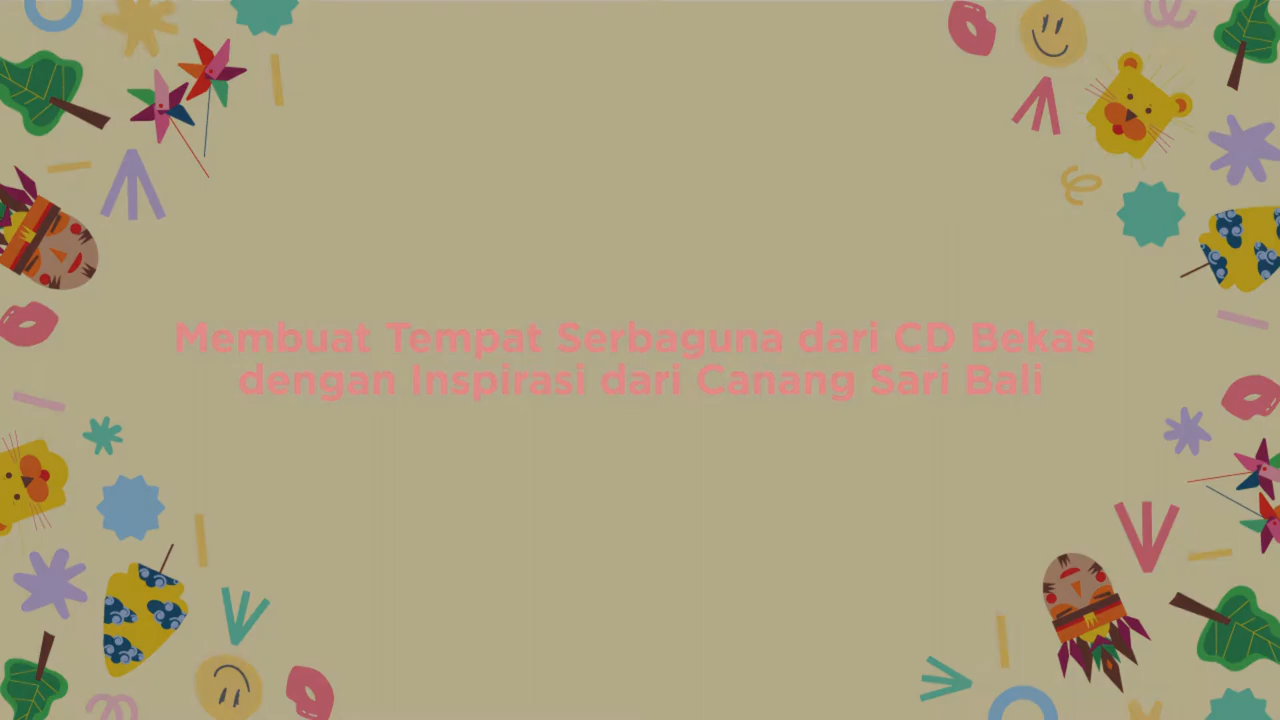 Membuat Tempat Serbaguna dari CD Bekas
dengan Inspirasi dari Canang Sari Bali